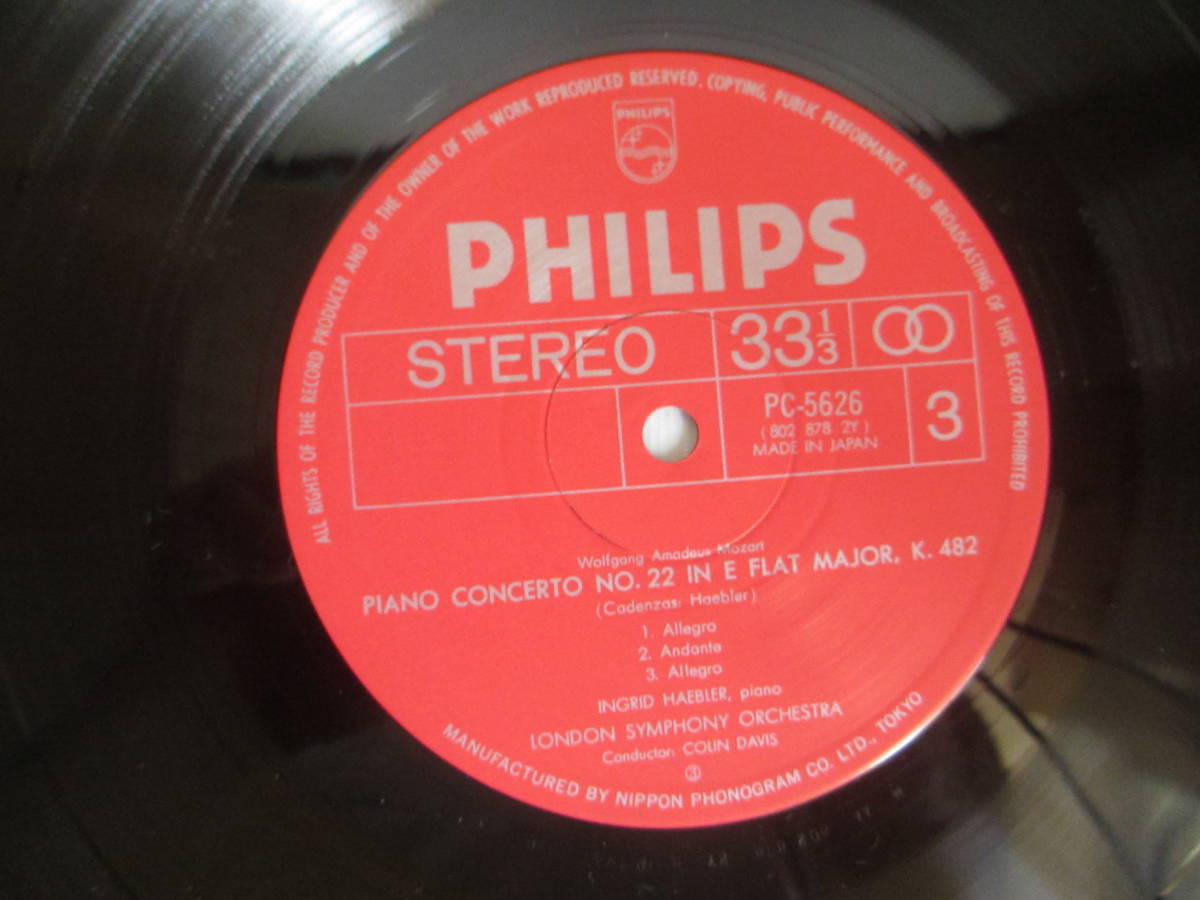 ALL RIGHTS OF THE RECORD PRODUCER AND OF THE OWNER OF THE WORK REPRODUCED RESERVED. COPYING, PUBLIC PERFORMANCE AND BROADCASTING OF THIS RECORD PROHIBITED
PHILIPS
PHILIPS
STEREO 33 1/3
PC-5626
(802 878 2Y)
MADE IN JAPAN
3
Wolfgang Amadeus Mozart
PIANO CONCERTO NO. 22 IN E FLAT MAJOR, K. 482
(Cadenzas: Haebler)
1. Allegro
2. Andante
3. Allegro
INGRID HAEBLER, piano
LONDON SYMPHONY ORCHESTRA
Conductor: COLIN DAVIS
③
MANUFACTURED BY NIPPON PHONOGRAM CO. LTD., TOKYO